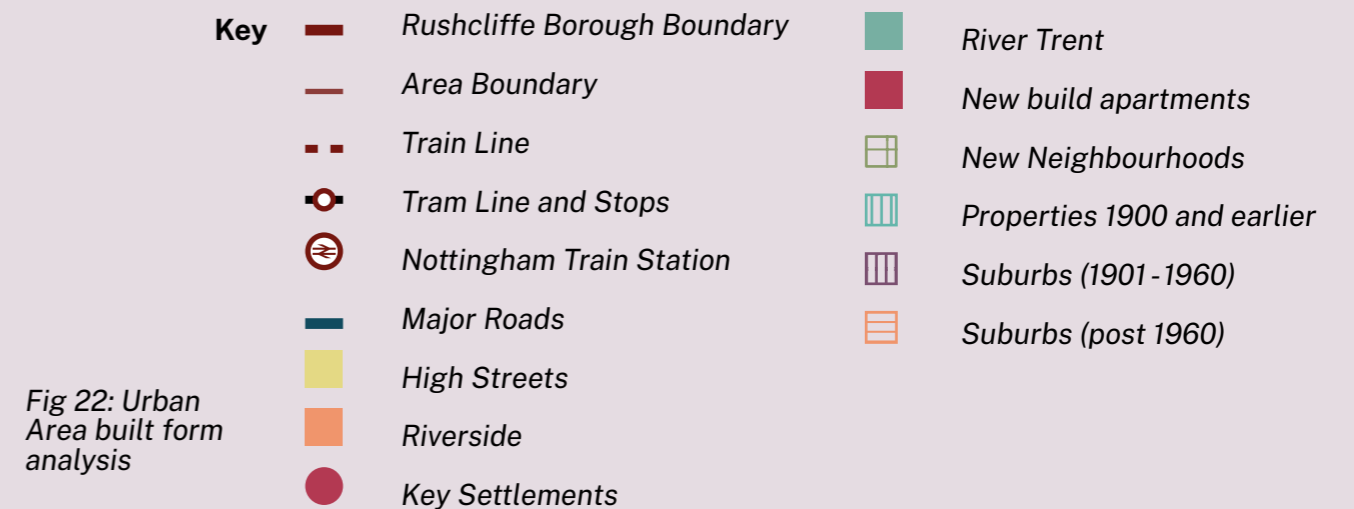 Key
Rushcliffe Borough Boundary
Area Boundary
Train Line
Tram Line and Stops
Nottingham Train Station
Major Roads
High Streets
Riverside
Key Settlements
River Trent
New build apartments
New Neighbourhoods
Properties 1900 and earlier
Suburbs (1901 - 1960)
Suburbs (post 1960)
Fig 22: Urban
Area built form
analysis